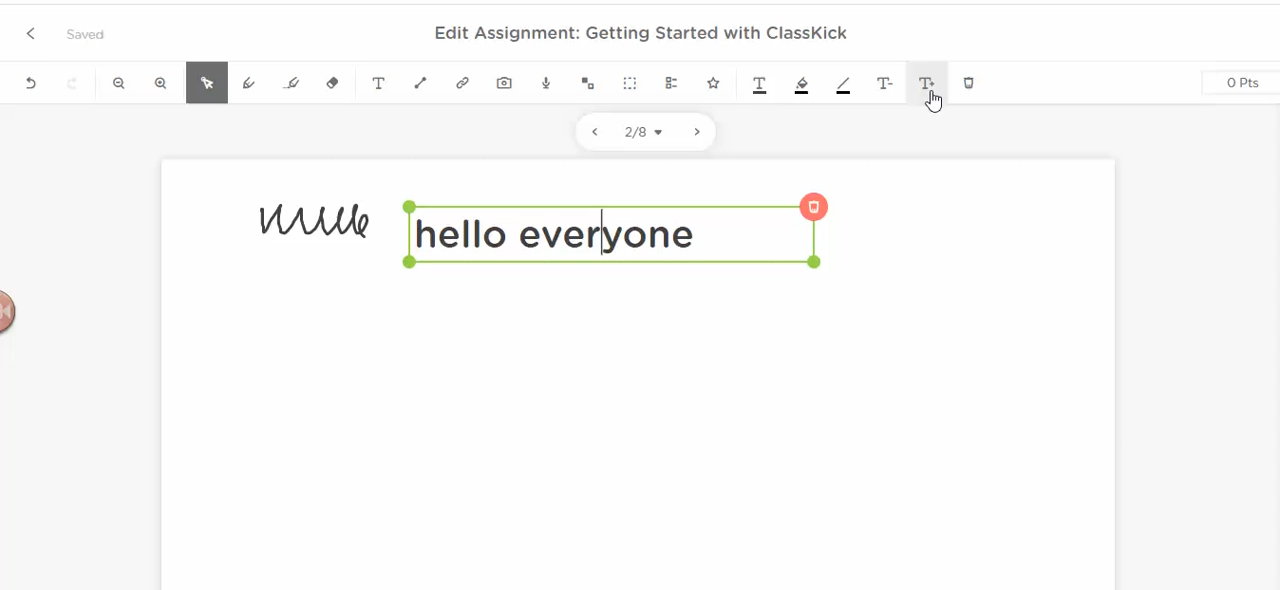 Saved
Edit Assignment: Getting Started with ClassKick
0 Pts
2/8
hello everyone